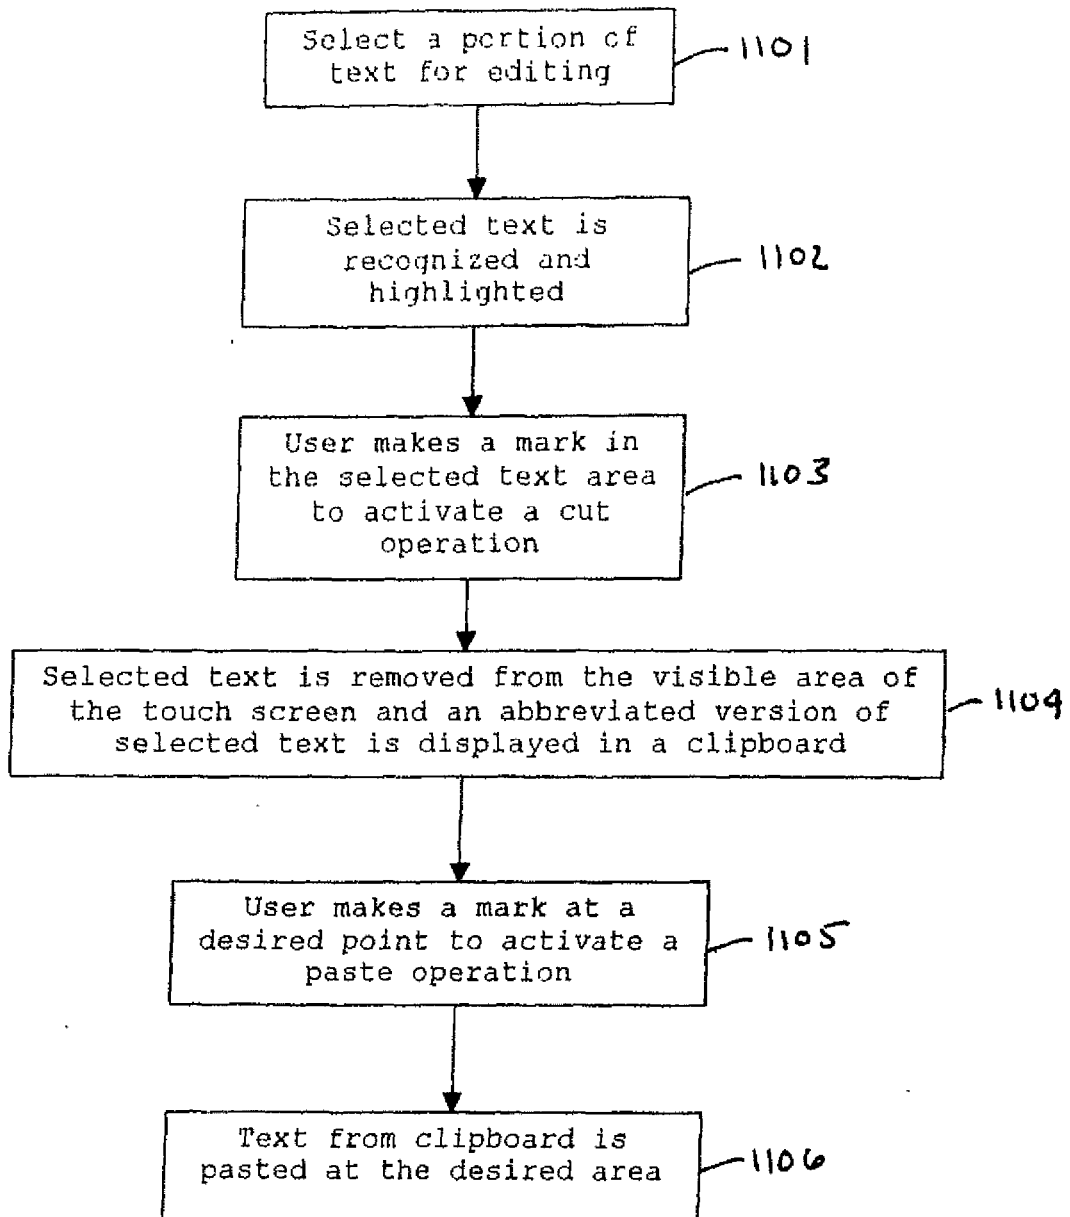 Select a portion of
text for editing
1101
Selected text is
recognized and
highlighted
1102
User makes a mark in
the selected text area
to activate a cut
operation
1103
Selected text is removed from the visible area of
the touch screen and an abbreviated version of
selected text is displayed in a clipboard
1104
User makes a mark at a
desired point to activate a
paste operation
1105
Text from clipboard is
pasted at the desired area
1106